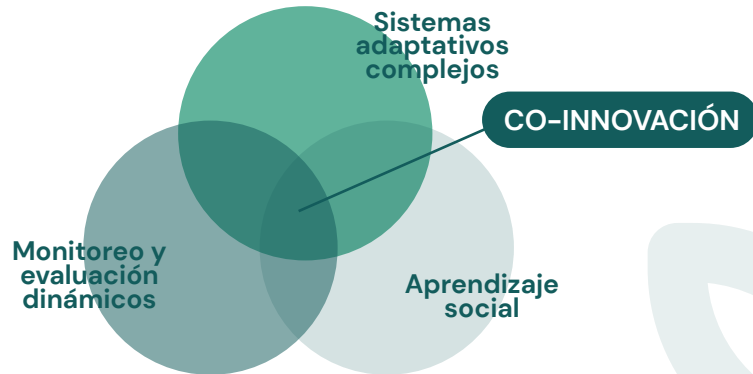 Sistemas
adaptativos
complejos
CO-INNOVACIÓN
Monitoreo y
evaluación
dinámicos
Aprendizaje
social